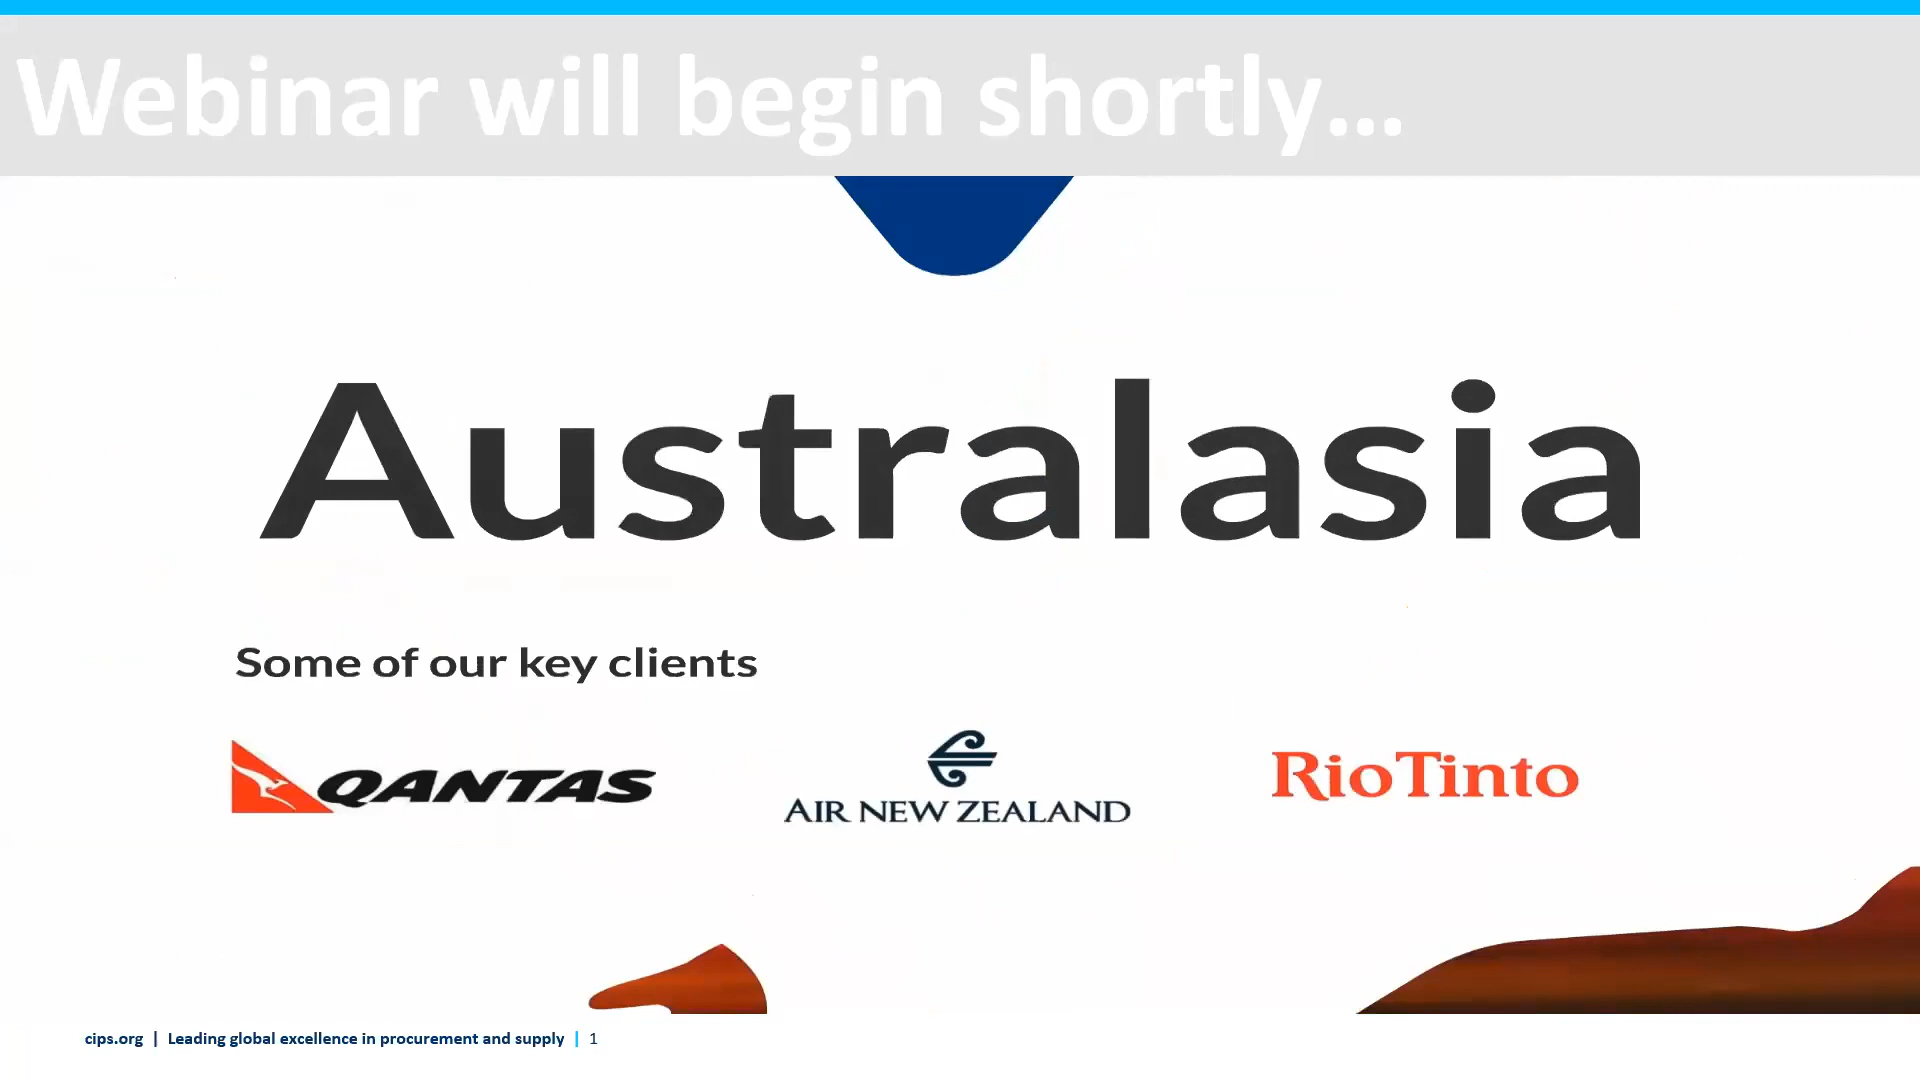 Webinar will begin shortly...
Australasia
Some of our key clients
QANTAS
AIR NEW ZEALAND
RioTinto
cips.org | Leading global excellence in procurement and supply | 1